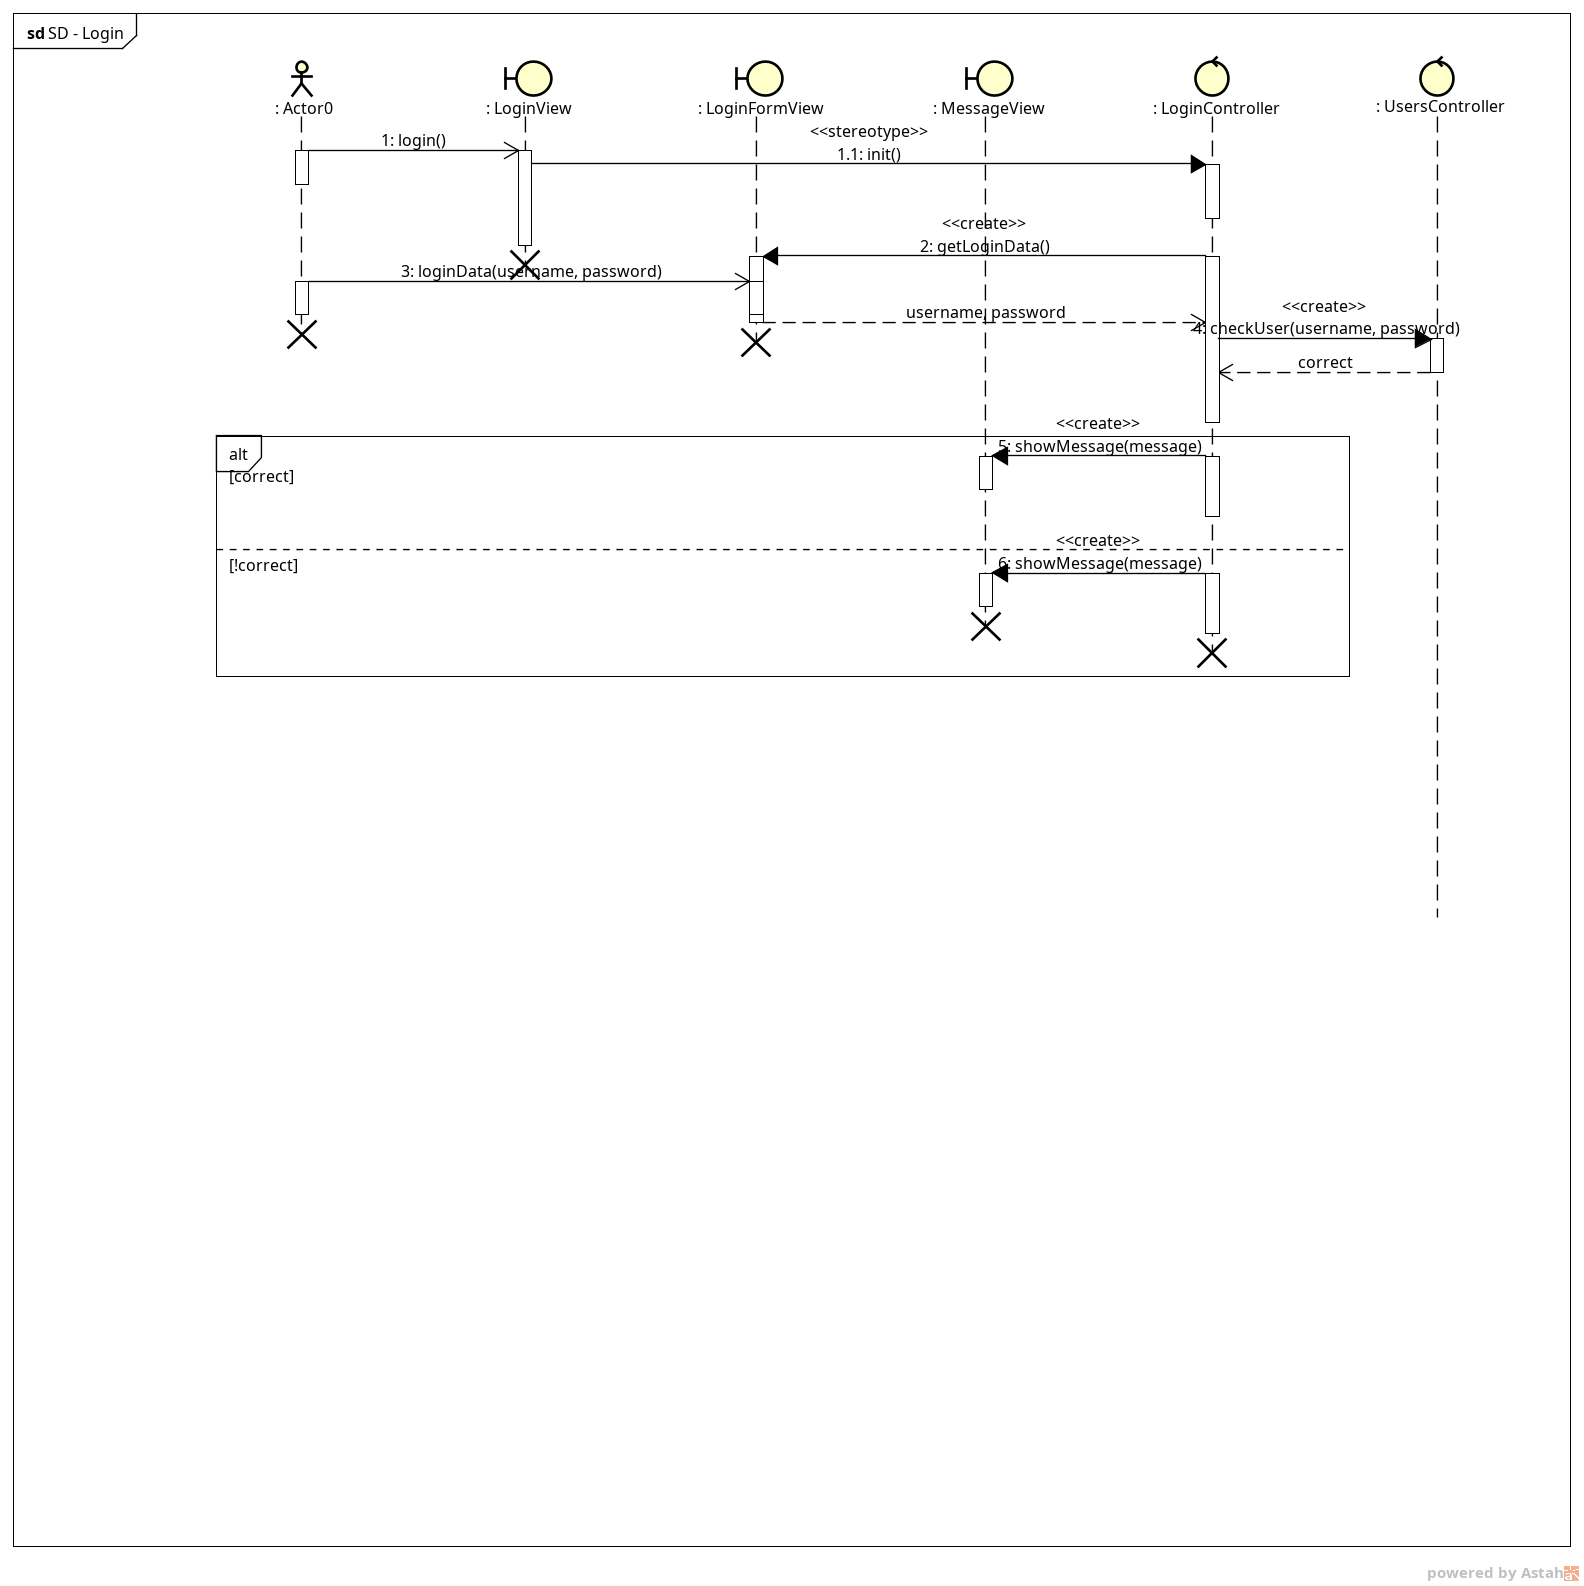 sd SD - Login
: Actor0
: LoginView
: LoginFormView
: MessageView
: LoginController
: UsersController
1: login()
<<stereotype>>
1.1: init()
<<create>>
2: getLoginData()
3: loginData(username, password)
username, password
<<create>>
4: checkUser(username, password)
correct
<<create>>
5: showMessage(message)
alt
[correct]
<<create>>
6: showMessage(message)
[!correct]
powered by Astah